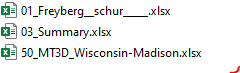 01_Freyberg__schur_____.xlsx
03_Summary.xlsx
50_MT3D_Wisconsin-Madison.xlsx